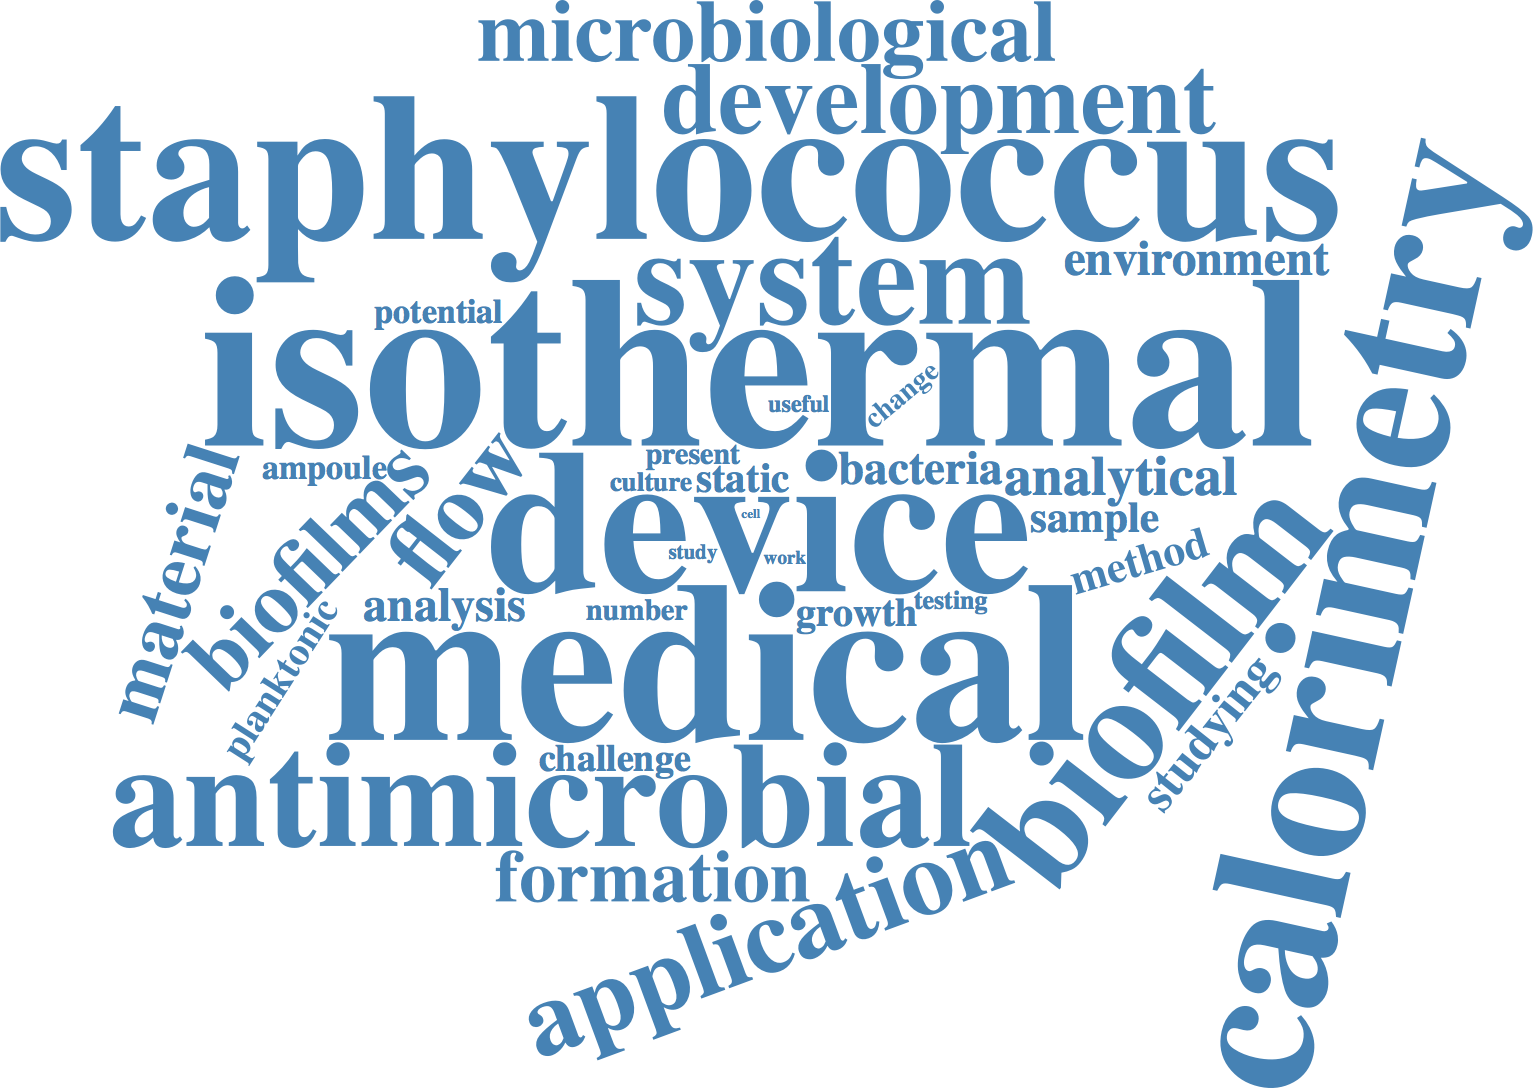 microbiological
development
staphylococcus
system
environment
calorimetry
isothermal
potential
useful
change
material
ampoule
biofilms
flow
present
culture
static
bacteria
analytical
device
cell
study
work
sample
method
planktonic
analysis
number
growth
testing
medical
biofilm
studying
challenge
antimicrobial
formation
application